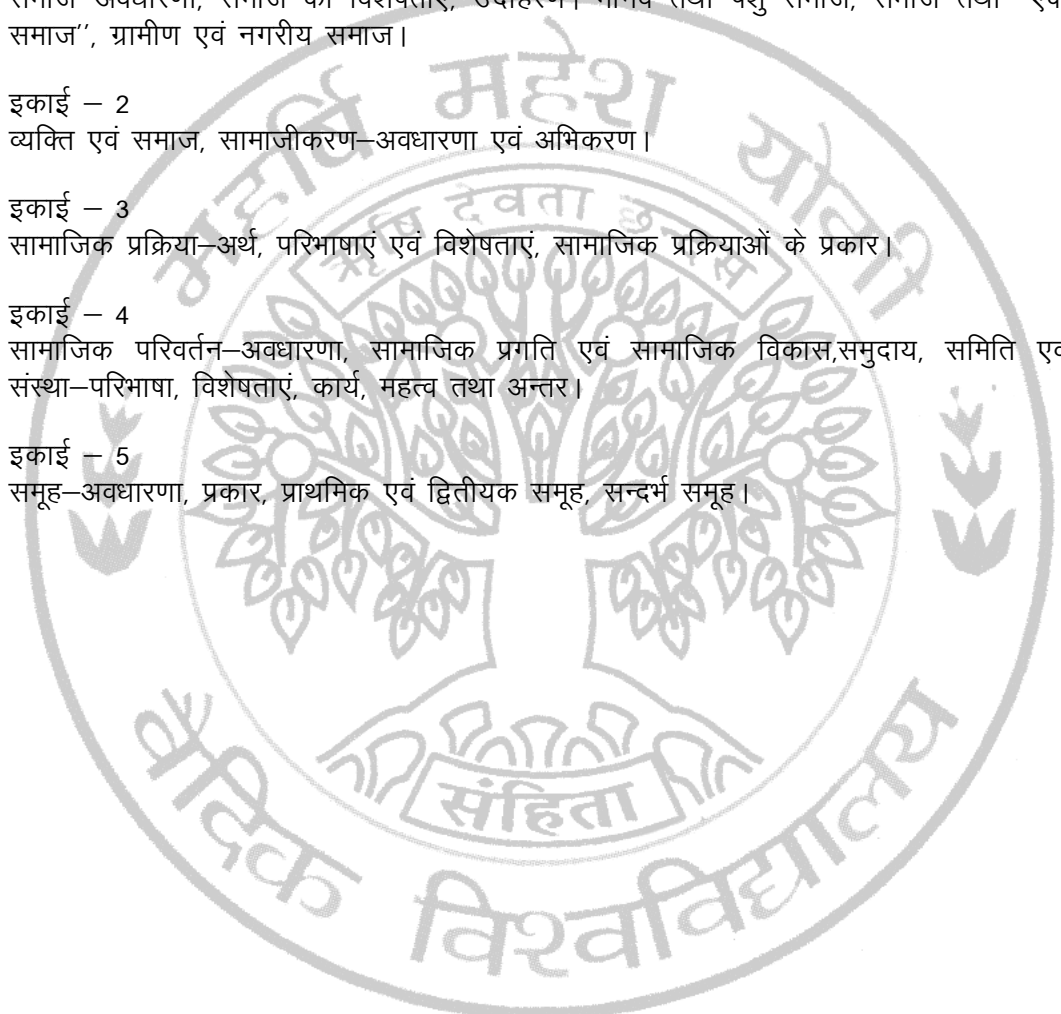 समाज अवधारणा, समाज की विशेषताएं, उदाहरण। मानव तथा पशु समाज, समाज तथा
समाज'', ग्रामीण एवं नगरीय समाज।
इकाई – 2
व्यक्ति एवं समाज, सामाजीकरण–अवधारणा एवं अभिकरण।
इकाई – 3
सामाजिक प्रक्रिया–अर्थ, परिभाषाएं एवं विशेषताएं, सामाजिक प्रक्रियाओं के प्रकार।
इकाई – 4
सामाजिक परिवर्तन–अवधारणा, सामाजिक प्रगति एवं सामाजिक विकास,समुदाय, समिति
संस्था–परिभाषा, विशेषताएं, कार्य, महत्व तथा अन्तर।
इकाई – 5
समूह–अवधारणा, प्रकार, प्राथमिक एवं द्वितीयक समूह, सन्दर्भ समूह।
महर्षि महेश योगी
ऋषि देवता छन्दस
संहिता
वैदिक विश्वविद्यालय